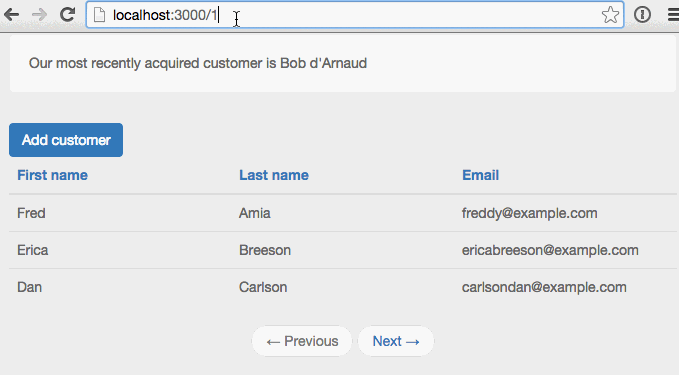 localhost:3000/1
Our most recently acquired customer is Bob d'Arnaud
Add customer
First name Last name Email
Fred Amia freddy@example.com
Erica Breeson ericabreeson@example.com
Dan Carlson carlsondan@example.com
← Previous Next →